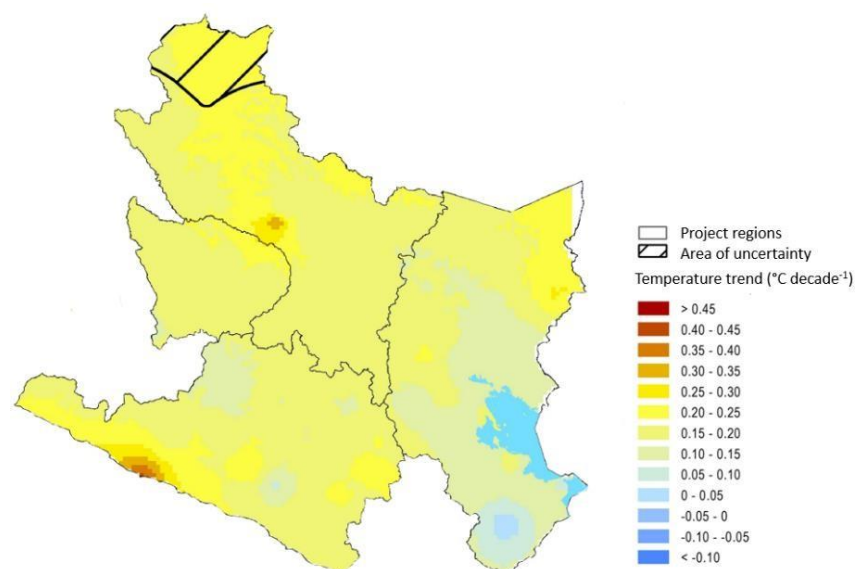 Project regions
Area of uncertainty
Temperature trend (°C decade⁻¹)
> 0.45
0.40 - 0.45
0.35 - 0.40
0.30 - 0.35
0.25 - 0.30
0.20 - 0.25
0.15 - 0.20
0.10 - 0.15
0.05 - 0.10
0 - 0.05
-0.05 - 0
-0.10 - -0.05
< -0.10